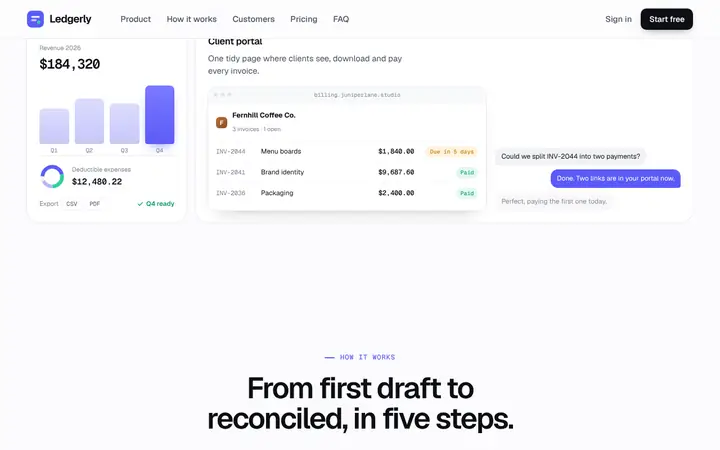 Ledgerly
Product
How it works
Customers
Pricing
FAQ
Sign in
Start free
Revenue 2026
$184,320
Q1
Q2
Q3
Q4
Deductible expenses
$12,480.22
Export
CSV
PDF
✓ Q4 ready
Client portal
One tidy page where clients see, download and pay
every invoice.
billing.juniperlane.studio
F
Fernhill Coffee Co.
3 invoices · 1 open
INV-2044 Menu boards $1,840.00 Due in 5 days
INV-2041 Brand identity $9,687.60 Paid
INV-2036 Packaging $2,400.00 Paid
Could we split INV-2044 into two payments?
Done. Two links are in your portal now.
Perfect, paying the first one today.
HOW IT WORKS
From first draft to
reconciled, in five steps.